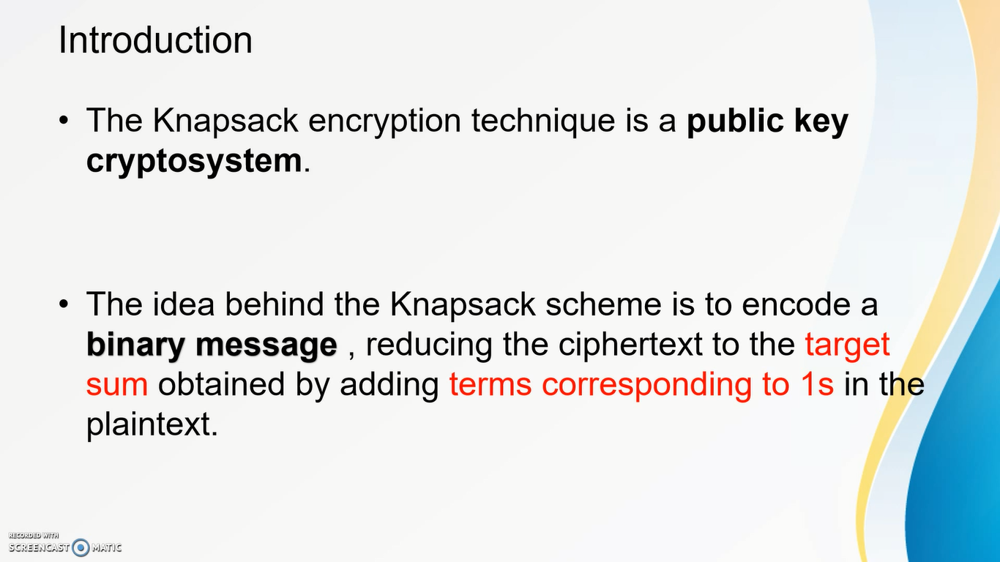 Introduction
• The Knapsack encryption technique is a public key
cryptosystem.
• The idea behind the Knapsack scheme is to encode a
binary message , reducing the ciphertext to the target
sum obtained by adding terms corresponding to 1s in the
plaintext.
RECORDED WITH
SCREENCAST MATIC